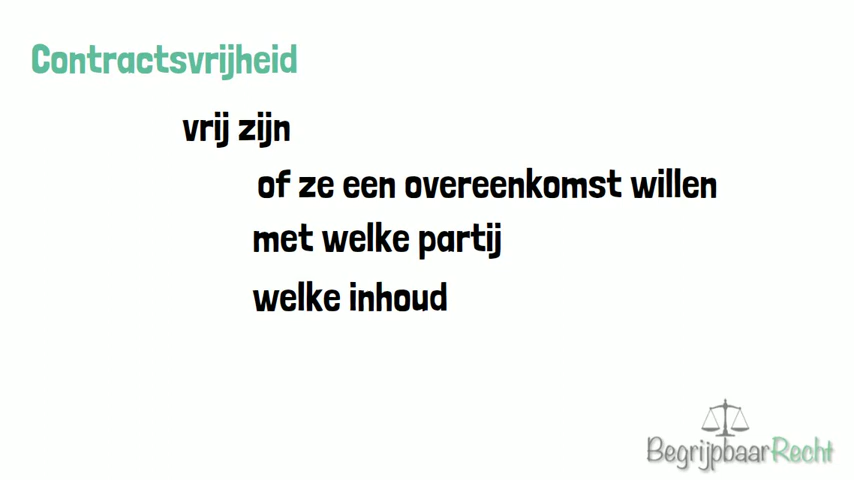 Contractsvrijheid
vrij zijn
of ze een overeenkomst willen
met welke partij
welke inhoud
BegrijpbaarRecht